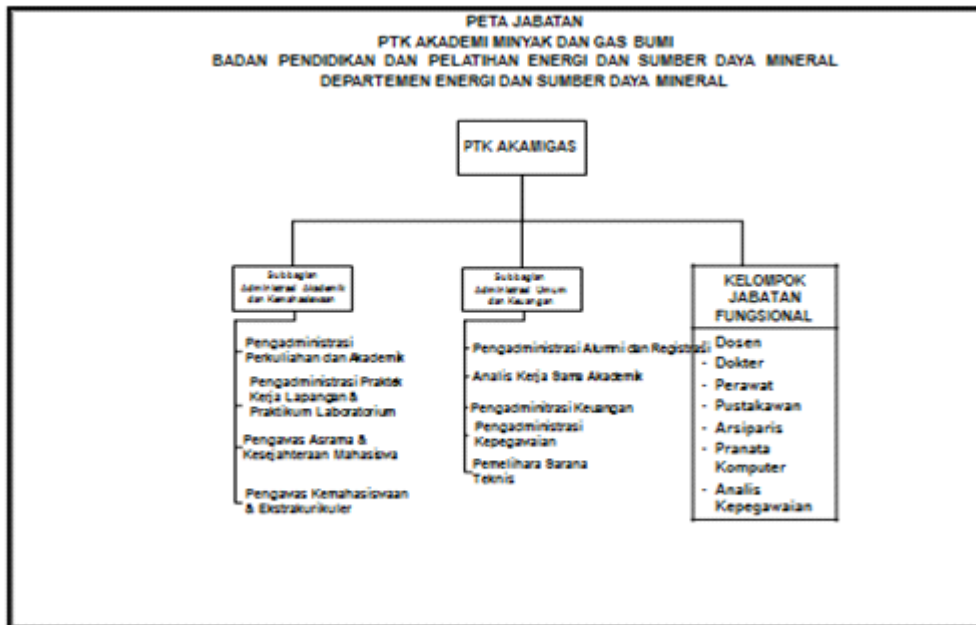 PETA JABATAN
PTK AKADEMI MINYAK DAN GAS BUMI
BADAN PENDIDIKAN DAN PELATIHAN ENERGI DAN SUMBER DAYA MINERAL
DEPARTEMEN ENERGI DAN SUMBER DAYA MINERAL
PTK AKAMIGAS
Subbagian
Administrasi Akademik
dan Kemahasiswaan
Pengadministrasi
Perkuliahan dan Akademik
Pengadministrasi Praktek
Kerja Lapangan &
Praktikum Laboratorium
Pengawas Asrama &
Kesejahteraan Mahasiswa
Pengawas Kemahasiswaan
& Ekstrakurikuler
Subbagian
Administrasi Umum
dan Keuangan
Pengadministrasi Alumni dan Registrasi
Analis Kerja Sama Akademik
Pengadminitrasi Keuangan
Pengadministrasi
Kepegawaian
Pemelihara Sarana
Teknis
KELOMPOK
JABATAN
FUNGSIONAL
- Dosen
- Dokter
- Perawat
- Pustakawan
- Arsiparis
- Pranata
Komputer
- Analis
Kepegawaian